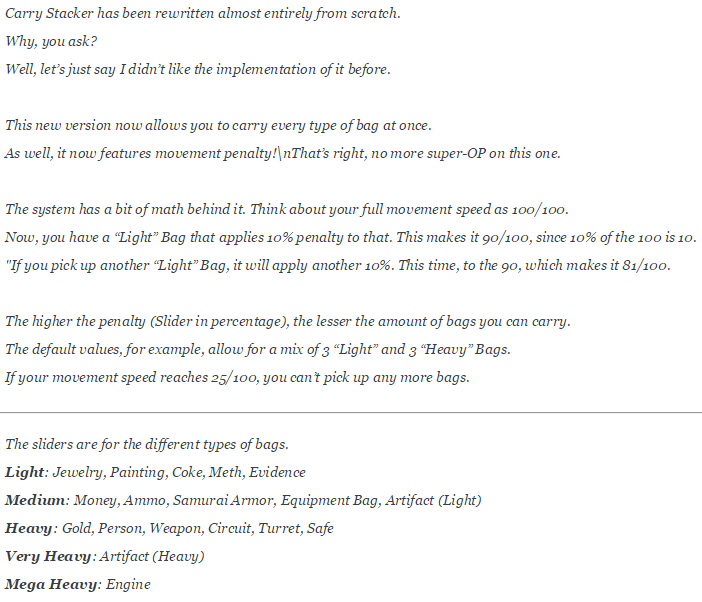 Carry Stacker has been rewritten almost entirely from scratch.
Why, you ask?
Well, let’s just say I didn’t like the implementation of it before.
This new version now allows you to carry every type of bag at once.
As well, it now features movement penalty!\nThat’s right, no more super-OP on this one.
The system has a bit of math behind it. Think about your full movement speed as 100/100.
Now, you have a “Light” Bag that applies 10% penalty to that. This makes it 90/100, since 10% of the 100 is 10.
"If you pick up another “Light” Bag, it will apply another 10%. This time, to the 90, which makes it 81/100.
The higher the penalty (Slider in percentage), the lesser the amount of bags you can carry.
The default values, for example, allow for a mix of 3 “Light” and 3 “Heavy” Bags.
If your movement speed reaches 25/100, you can’t pick up any more bags.
The sliders are for the different types of bags.
Light: Jewelry, Painting, Coke, Meth, Evidence
Medium: Money, Ammo, Samurai Armor, Equipment Bag, Artifact (Light)
Heavy: Gold, Person, Weapon, Circuit, Turret, Safe
Very Heavy: Artifact (Heavy)
Mega Heavy: Engine